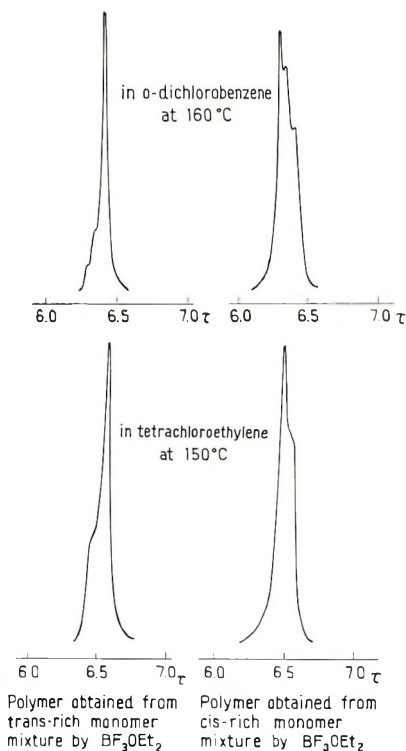 in o-dichlorobenzene
at 160°C
6.0 6.5 7.0 τ
6.0 6.5 7.0 τ
in tetrachloroethylene
at 150°C
6.0 6.5 7.0 τ
6.0 6.5 7.0 τ
Polymer obtained from
trans-rich monomer
mixture by BF₃OEt₂
Polymer obtained from
cis-rich monomer
mixture by BF₃OEt₂